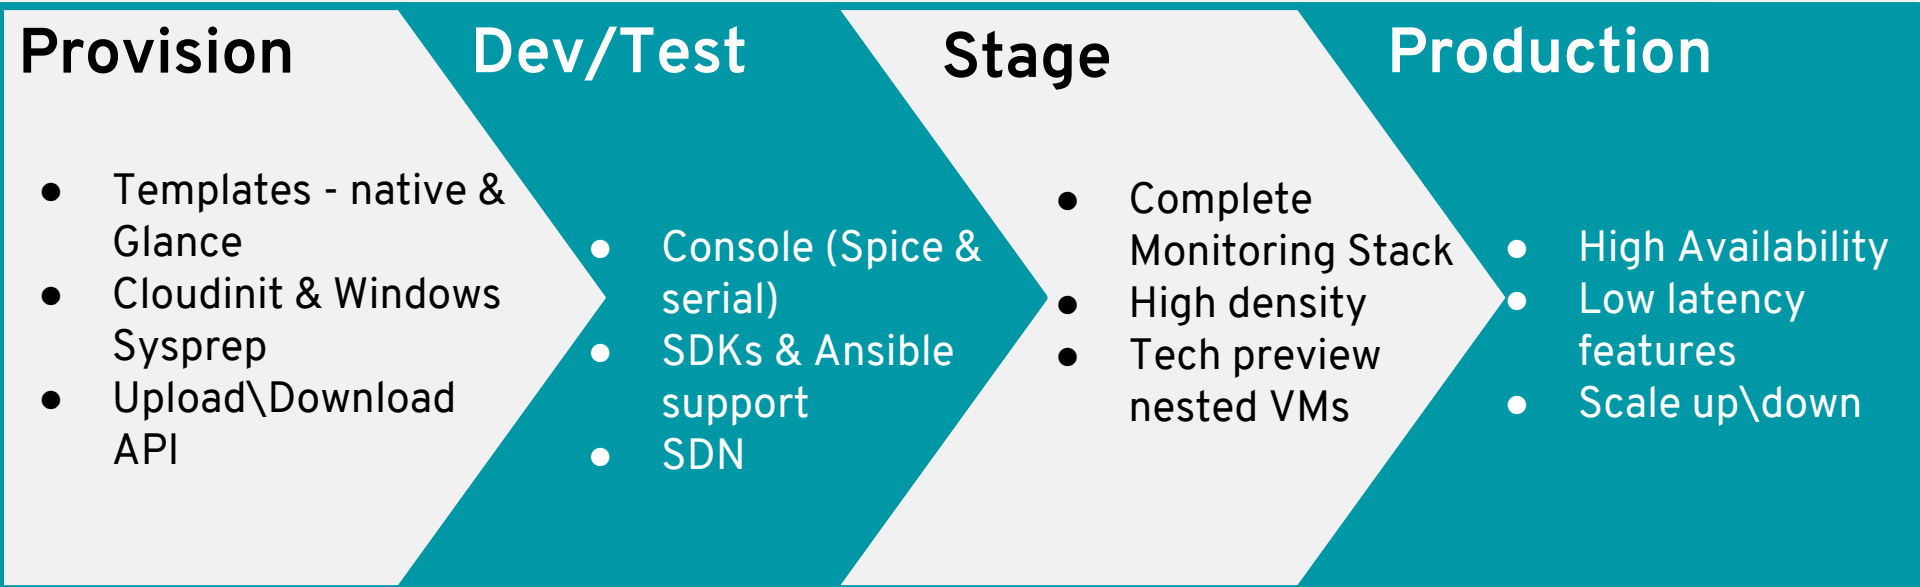 Provision
● Templates - native &
Glance
● Cloudinit & Windows
Sysprep
● Upload\Download
API
Dev/Test
● Console (Spice &
serial)
● SDKs & Ansible
support
● SDN
Stage
● Complete
Monitoring Stack
● High density
● Tech preview
nested VMs
Production
● High Availability
● Low latency
features
● Scale up\down